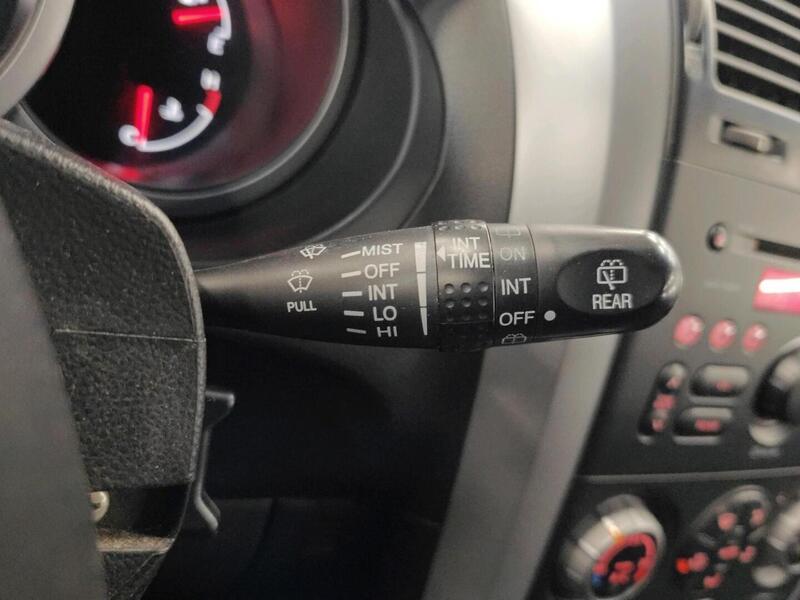 MIST
OFF
INT
LO
HI
PULL
INT
TIME
ON
INT
OFF
REAR
C
H